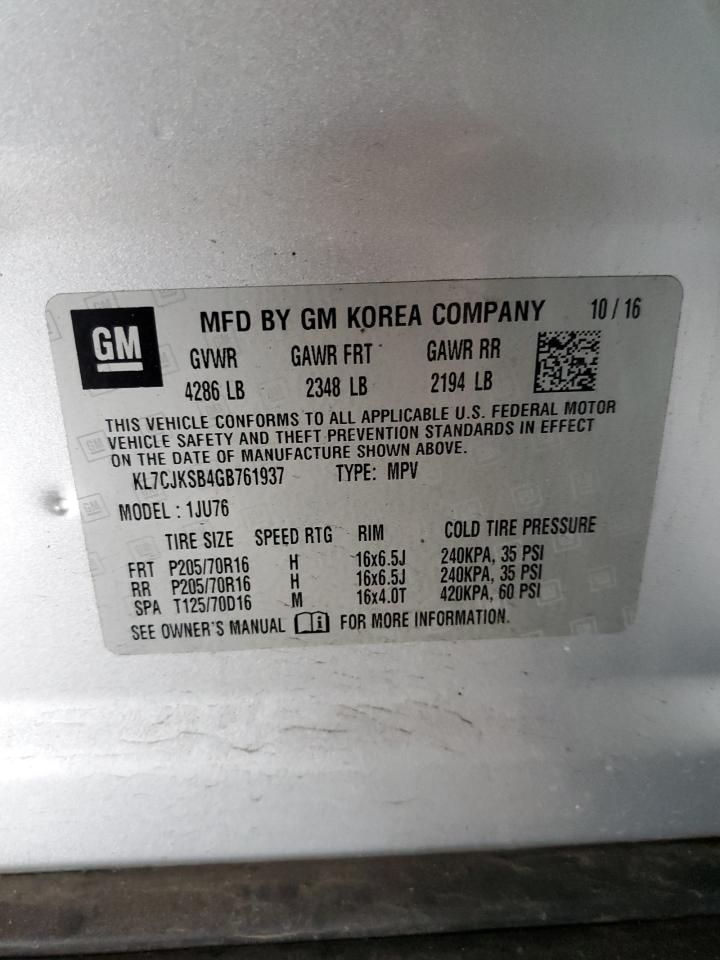 GM
MFD BY GM KOREA COMPANY 10 / 16
GVWR GAWR FRT GAWR RR
4286 LB 2348 LB 2194 LB
THIS VEHICLE CONFORMS TO ALL APPLICABLE U.S. FEDERAL MOTOR
VEHICLE SAFETY AND THEFT PREVENTION STANDARDS IN EFFECT
ON THE DATE OF MANUFACTURE SHOWN ABOVE.
KL7CJKSB4GB761937 TYPE: MPV
MODEL : 1JU76
TIRE SIZE SPEED RTG RIM COLD TIRE PRESSURE
FRT P205/70R16 H 16x6.5J 240KPA, 35 PSI
RR P205/70R16 H 16x6.5J 240KPA, 35 PSI
SPA T125/70D16 M 16x4.0T 420KPA, 60 PSI
SEE OWNER'S MANUAL FOR MORE INFORMATION.